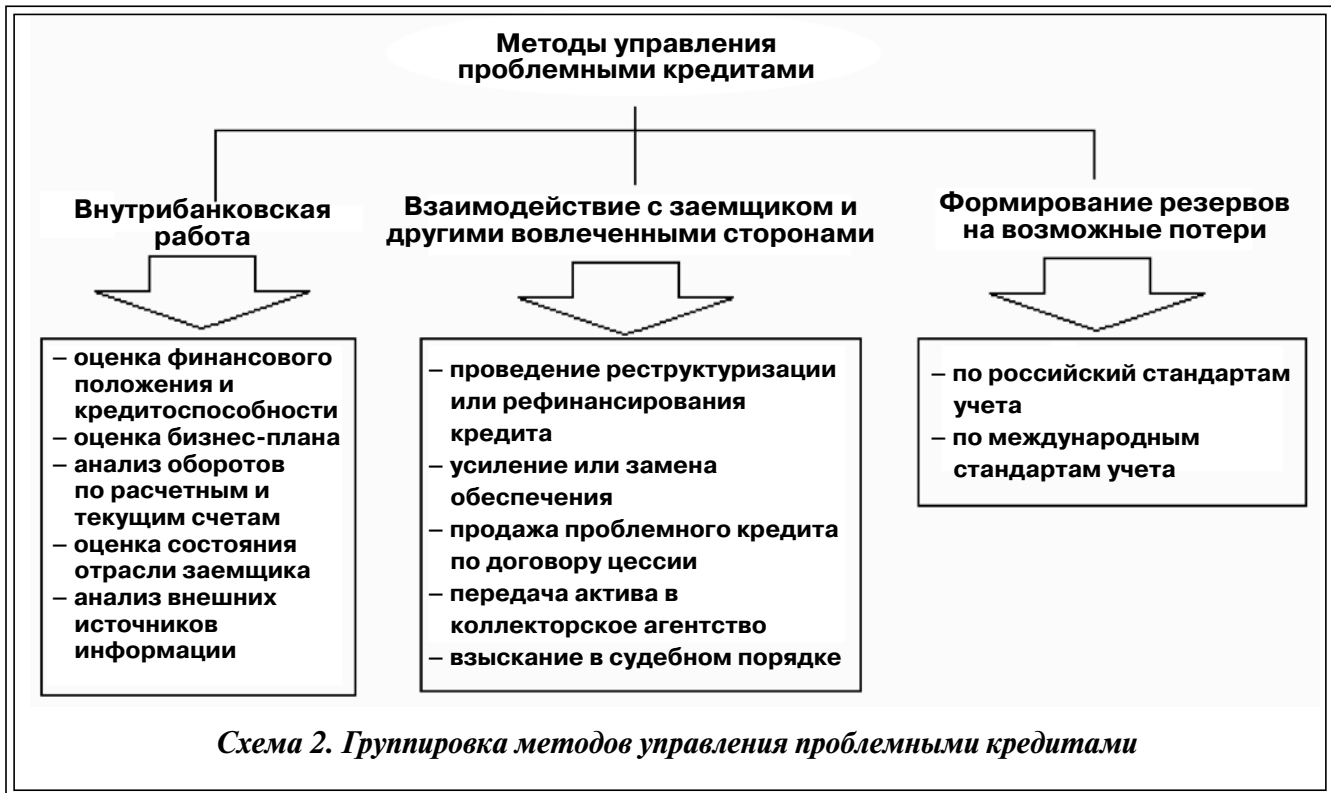 Методы управления
проблемными кредитами
Внутрибанковская
работа
– оценка финансового
положения и
кредитоспособности
– оценка бизнес-плана
– анализ оборотов
по расчетным и
текущим счетам
– оценка состояния
отрасли заемщика
– анализ внешних
источников
информации
Взаимодействие с заемщиком и
другими вовлеченными сторонами
– проведение реструктуризации
или рефинансирования
кредита
– усиление или замена
обеспечения
– продажа проблемного кредита
по договору цессии
– передача актива в
коллекторское агентство
– взыскание в судебном порядке
Формирование резервов
на возможные потери
– по российский стандартам
учета
– по международным
стандартам учета
Схема 2. Группировка методов управления проблемными кредитами